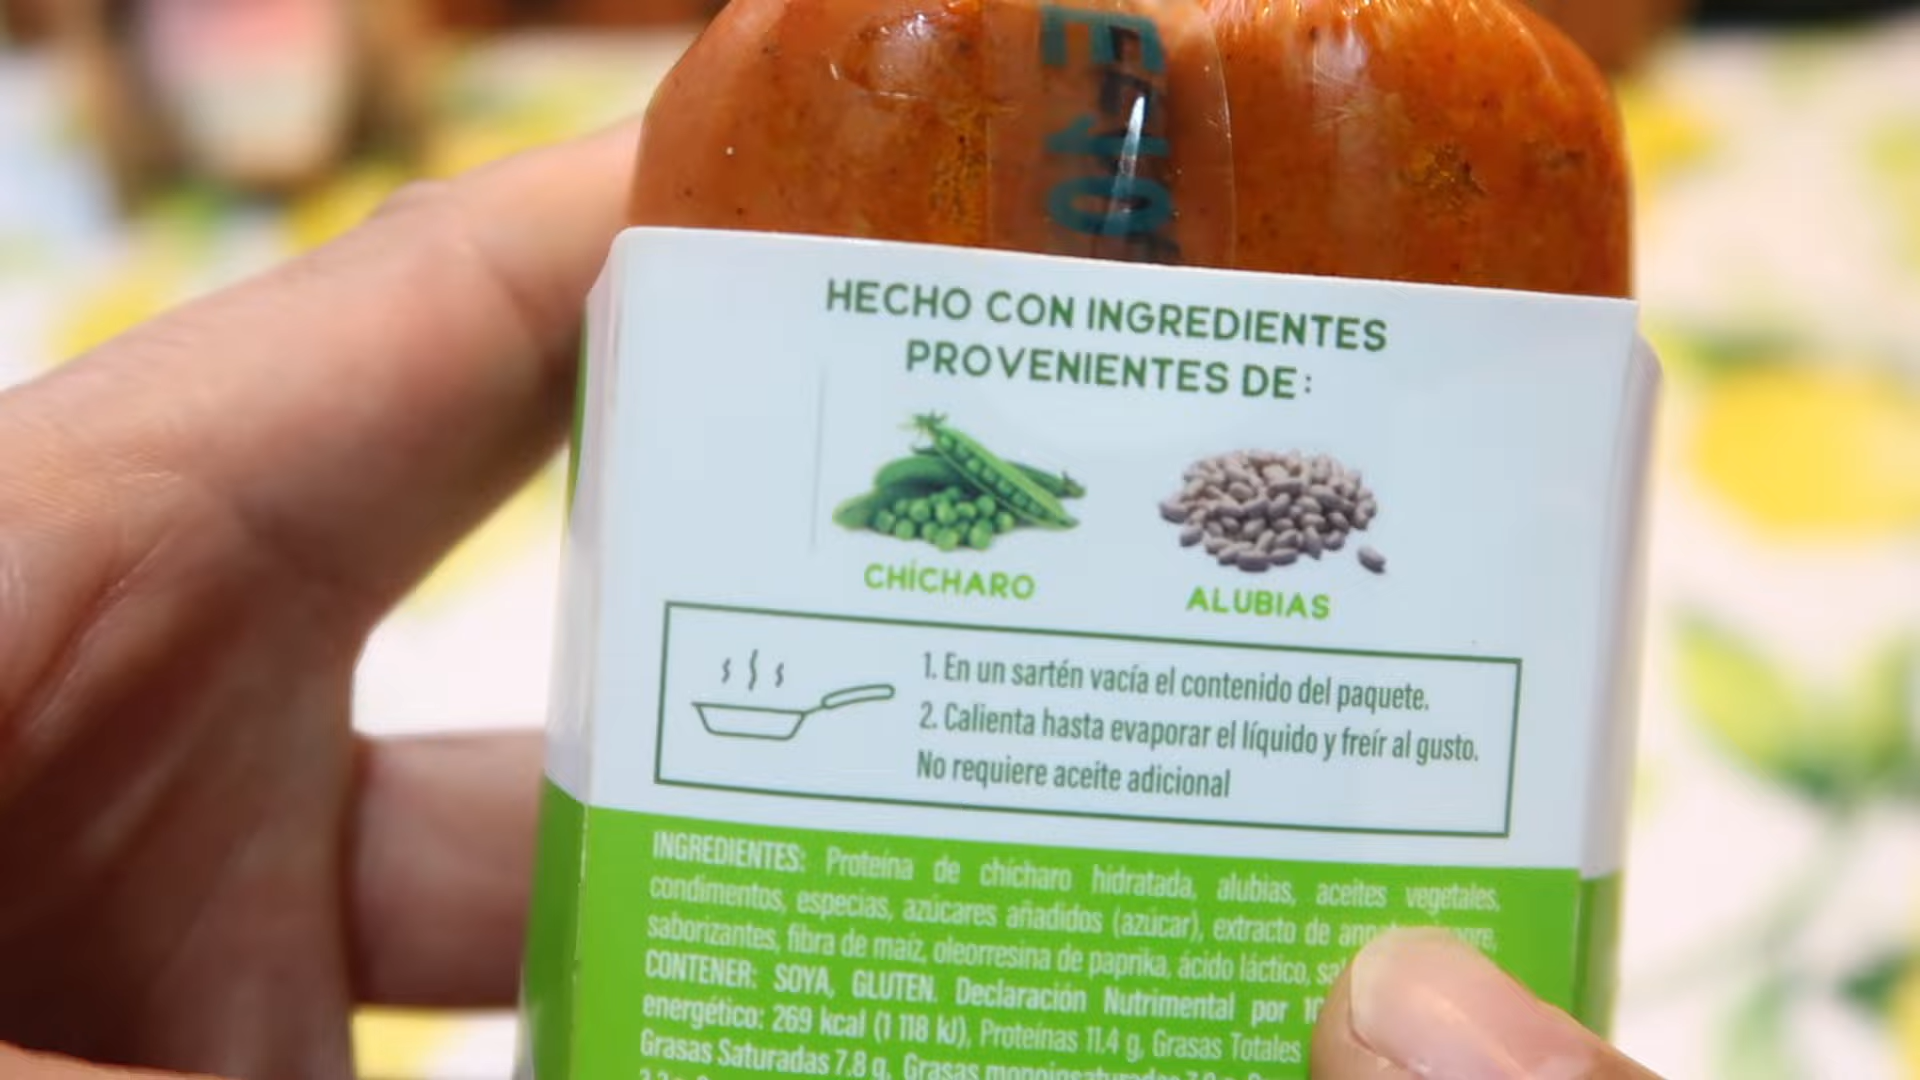 HECHO CON INGREDIENTES
PROVENIENTES DE:
CHÍCHARO
ALUBIAS
1. En un sartén vacía el contenido del paquete.
2. Calienta hasta evaporar el líquido y freír al gusto.
No requiere aceite adicional
INGREDIENTES: Proteína de chícharo hidratada, alubias, aceites vegetales,
condimentos, especias, azúcares añadidos (azúcar), extracto de
saborizantes, fibra de maíz, oleorresina de paprika, ácido láctico,
CONTENER: SOYA, GLUTEN. Declaración Nutrimental por
energético: 269 kcal (1 118 kJ), Proteínas 11.4 g, Grasas Totales
Grasas Saturadas 7.8 g, Grasas monoinsaturadas